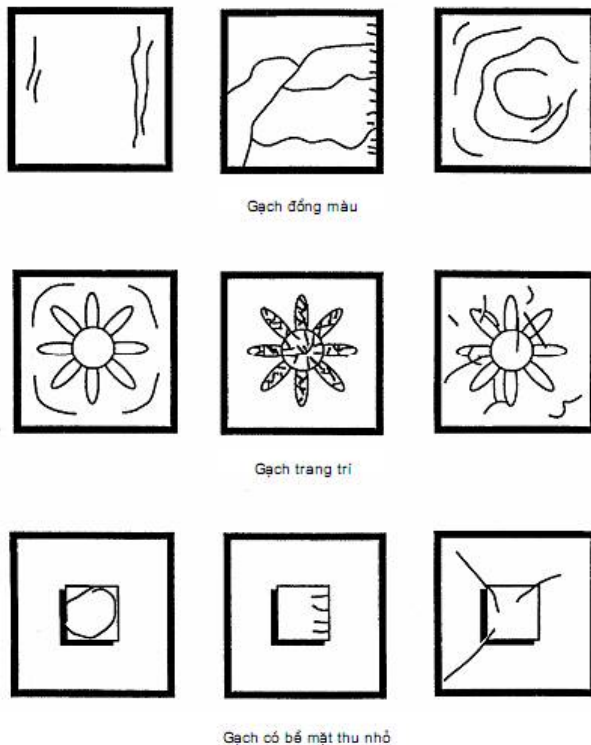 Gạch đồng màu
Gạch trang trí
Gạch có bề mặt thu nhỏ